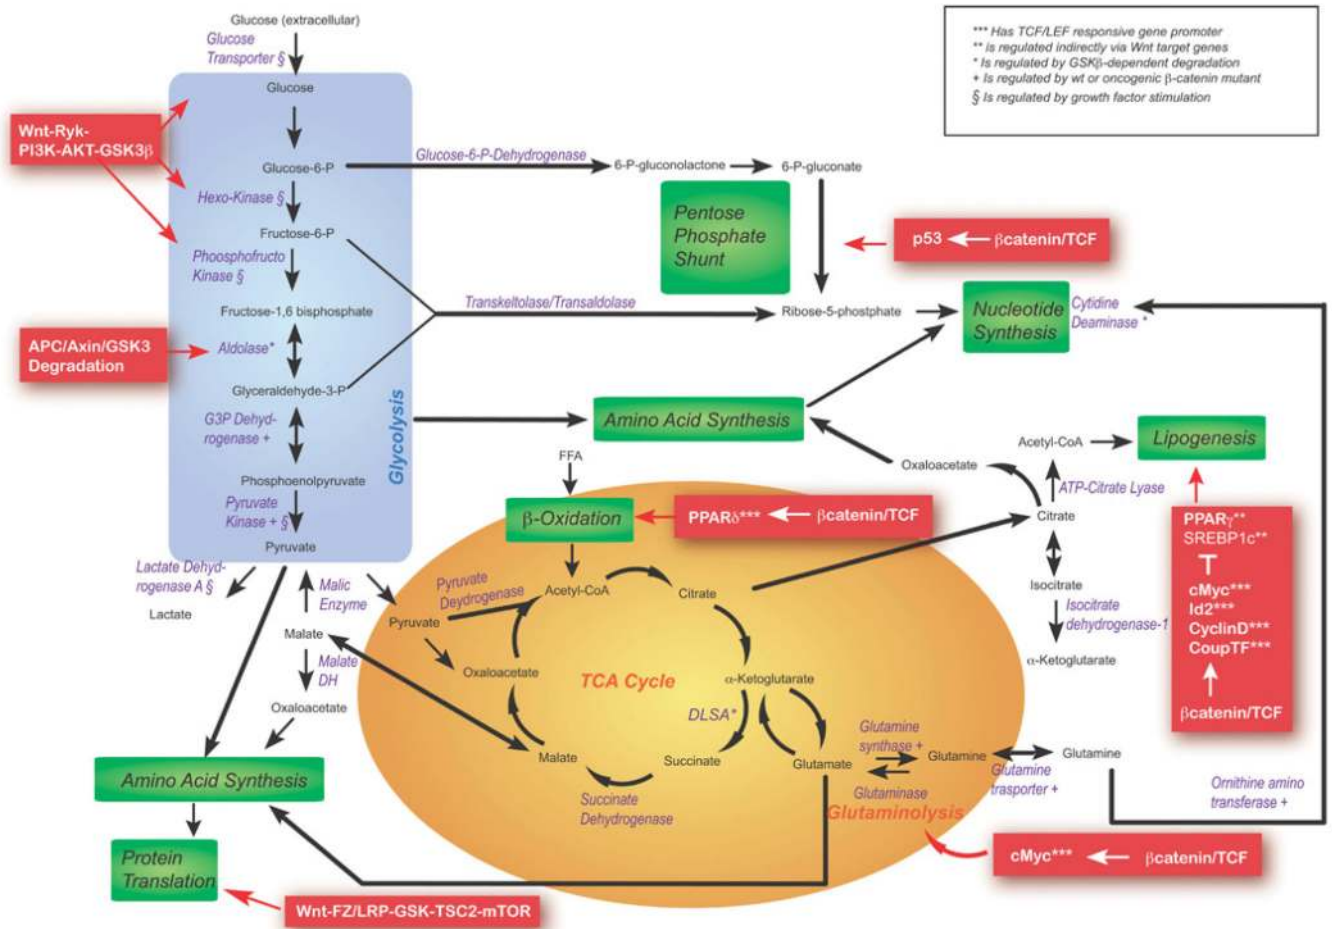 Glucose (extracellular)
Glucose
Transporter §
Glucose
*** Has TCF/LEF responsive gene promoter
** is regulated indirectly via Wnt target genes
* Is regulated by GSKβ-dependent degradation
+ Is regulated by wt or oncogenic β-catenin mutant
§ Is regulated by growth factor stimulation
Wnt-Ryk-
PI3K-AKT-GSK3β
Glucose-6-P
Glucose-6-P-Dehydrogenase
6-P-gluconolactone
6-P-gluconate
Hexo-Kinase §
Fructose-6-P
Pentose
Phosphate
Shunt
p53
βcatenin/TCF
Phoosphofructo
Kinase §
Fructose-1,6 bisphosphate
Transkeltolase/Transaldolase
Ribose-5-postphate
Nucleotide
Synthesis
Cytidine
Deaminase *
APC/Axin/GSK3
Degradation
Aldolase*
Glyceraldehyde-3-P
Glycolysis
G3P Dehyd-
rogenase +
Amino Acid Synthesis
Phosphoenolpyruvate
Pyruvate
Kinase + §
Pyruvate
FFA
β-Oxidation
PPARδ***
βcatenin/TCF
Oxaloacetate
Acetyl-CoA
Lipogenesis
ATP-Citrate Lyase
Citrate
Isocitrate
Isocitrate
dehydrogenase-1
α-Ketoglutarate
PPARγ**
SREBP1c**
cMyc***
Id2***
CyclinD***
CoupTF***
βcatenin/TCF
Lactate Dehyd-
rogenase A §
Lactate
Malic
Enzyme
Malate
Malate
DH
Oxaloacetate
Pyruvate
Pyruvate
Deydrogenase
Acetyl-CoA
Citrate
Oxaloacetate
TCA Cycle
α-Ketoglutarate
DLSA*
Malate
Succinate
Succinate
Dehydrogenase
Glutamate
Glutamine
synthase +
Glutaminase
Glutamine
Glutaminolysis
Glutamine
trasporter +
Glutamine
Ornithine amino
transferase +
Amino Acid Synthesis
Protein
Translation
Wnt-FZ/LRP-GSK-TSC2-mTOR
cMyc***
βcatenin/TCF